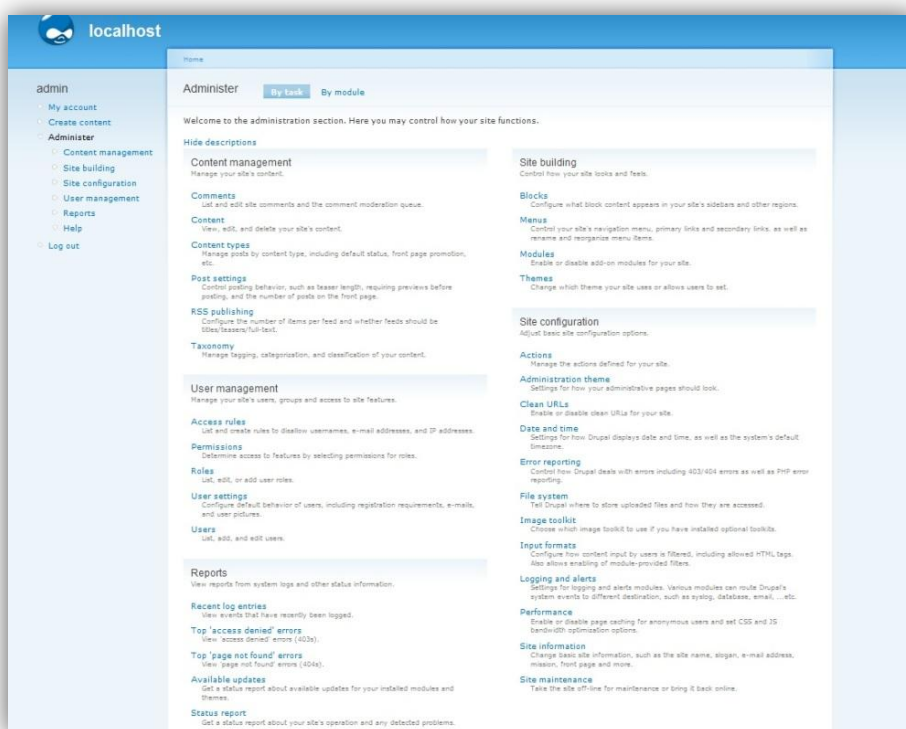 localhost
Home
admin
My account
Create content
Administer
Content management
Site building
Site configuration
User management
Reports
Help
Log out
Administer
By task
By module
Welcome to the administration section. Here you may control how your site functions.
Hide descriptions
Content management
Manage your site's content.
Comments
List and edit site comments and the comment moderation queue.
Content
View, edit, and delete your site's content.
Content types
Manage posts by content type, including default status, front page promotion,
etc.
Post settings
Control posting behavior, such as teaser length, requiring previews before
posting, and the number of posts on the front page.
RSS publishing
Configure the number of items per feed and whether feeds should be
titles/teasers/full-text.
Taxonomy
Manage tagging, categorization, and classification of your content.
User management
Manage your site's users, groups and access to site features.
Access rules
List and create rules to disallow usernames, e-mail addresses, and IP addresses.
Permissions
Determine access to features by selecting permissions for roles.
Roles
List, edit, or add user roles.
User settings
Configure default behavior of users, including registration requirements, e-mails,
and user pictures.
Users
List, add, and edit users.
Reports
View reports from system logs and other status information.
Recent log entries
View events that have recently been logged.
Top 'access denied' errors
View 'access denied' errors (403s).
Top 'page not found' errors
View 'page not found' errors (404s).
Available updates
Get a status report about available updates for your installed modules and
themes.
Status report
Get a status report about your site's operation and any detected problems.
Site building
Control how your site looks and feels.
Blocks
Configure what block content appears in your site's sidebars and other regions.
Menus
Control your site's navigation menu, primary links and secondary links, as well as
rename and reorganize menu items.
Modules
Enable or disable add-on modules for your site.
Themes
Change which theme your site uses or allows users to set.
Site configuration
Adjust basic site configuration options.
Actions
Manage the actions defined for your site.
Administration theme
Settings for how your administrative pages should look.
Clean URLs
Enable or disable clean URLs for your site.
Date and time
Settings for how Drupal displays date and time, as well as the system's default
timezone.
Error reporting
Control how Drupal deals with errors including 403/404 errors as well as PHP error
reporting.
File system
Tell Drupal where to store uploaded files and how they are accessed.
Image toolkit
Choose which image toolkit to use if you have installed optional toolkits.
Input formats
Configure how content input by users is filtered, including allowed HTML tags.
Also allows enabling of module-provided filters.
Logging and alerts
Settings for logging and alerts modules. Various modules can route Drupal's
system events to different destination, such as syslog, database, email, ...etc.
Performance
Enable or disable page caching for anonymous users and set CSS and JS
bandwidth optimization options.
Site information
Change basic site information, such as the site name, slogan, e-mail address,
mission, front page and more.
Site maintenance
Take the site off-line for maintenance or bring it back online.